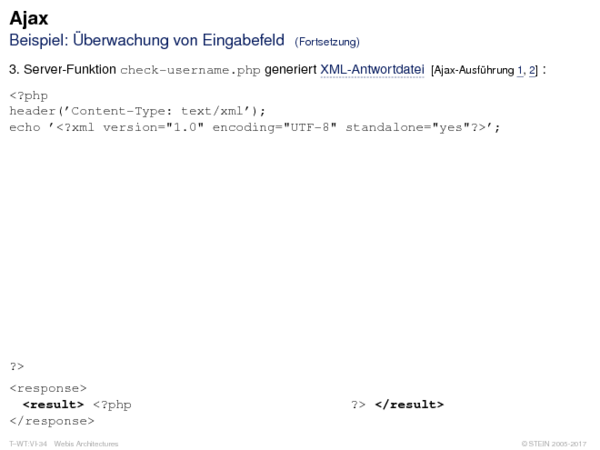 Ajax
Beispiel: Überwachung von Eingabefeld (Fortsetzung)
3. Server-Funktion check-username.php generiert XML-Antwortdatei [Ajax-Ausführung 1, 2] :
<?php
header('Content-Type: text/xml');
echo '<?xml version="1.0" encoding="UTF-8" standalone="yes"?>';
?>
<response>
<result> <?php ?> </result>
</response>
T-WT:VI-34 Webis Architectures © STEIN 2005-2017